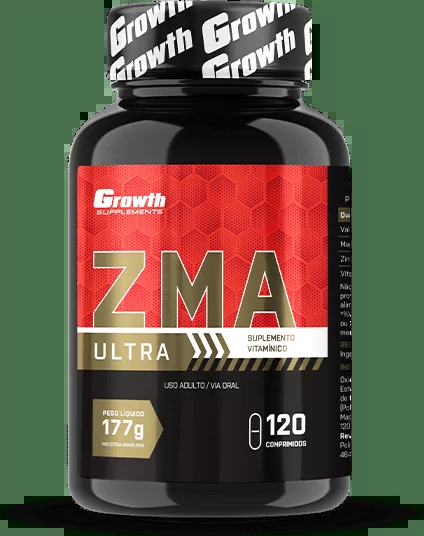 Growth
Growth
Growth
Growth
SUPPLEMENTS
ZMA
ULTRA
SUPLEMENTO
VITAMÍNICO
USO ADULTO / VIA ORAL
PESO LÍQUIDO
177g
INDÚSTRIA BRASILEIRA
120
COMPRIMIDOS